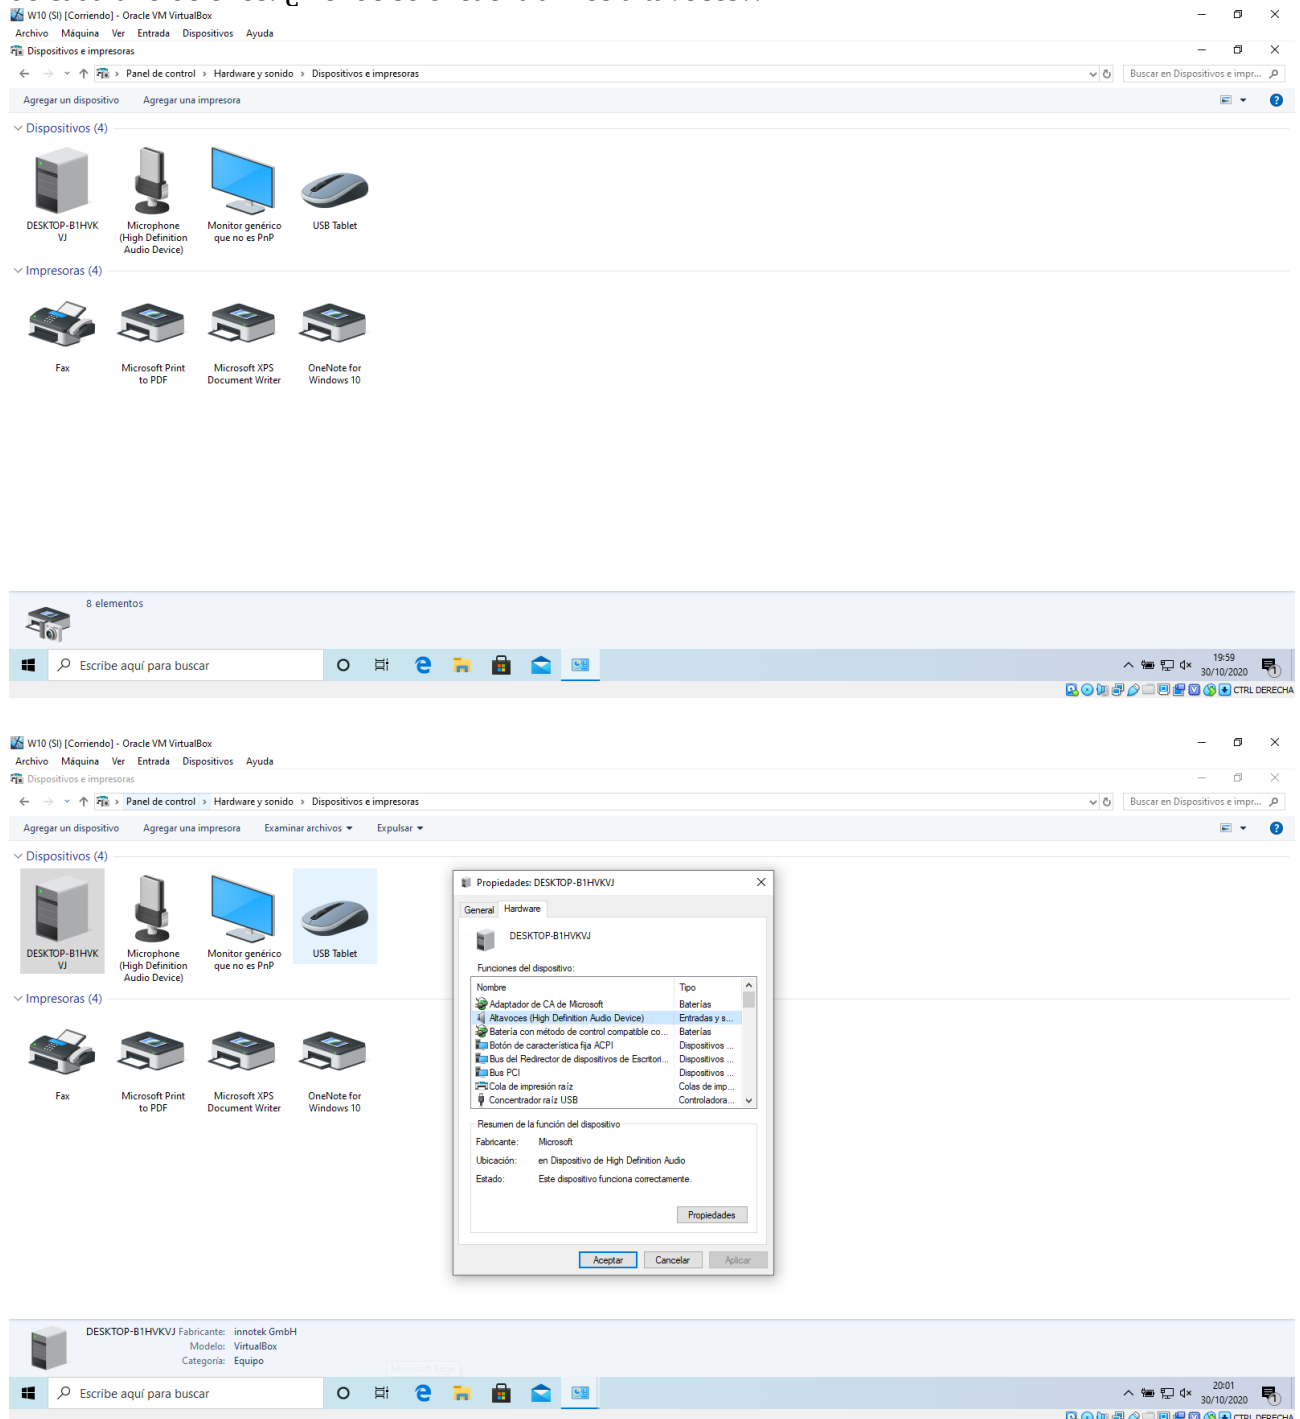 W10 (SI) [Corriendo] - Oracle VM VirtualBox
Archivo Máquina Ver Entrada Dispositivos Ayuda
Dispositivos e impresoras
Panel de control > Hardware y sonido > Dispositivos e impresoras
Buscar en Dispositivos e impr...
Agregar un dispositivo Agregar una impresora
Dispositivos (4)
DESKTOP-B1HVK
VJ
Microphone
(High Definition
Audio Device)
Monitor genérico
que no es PnP
USB Tablet
Impresoras (4)
Fax
Microsoft Print
to PDF
Microsoft XPS
Document Writer
OneNote for
Windows 10
8 elementos
Escribe aquí para buscar
19:59
30/10/2020
1
CTRL DERECHA
W10 (SI) [Corriendo] - Oracle VM VirtualBox
Archivo Máquina Ver Entrada Dispositivos Ayuda
Dispositivos e impresoras
Panel de control > Hardware y sonido > Dispositivos e impresoras
Buscar en Dispositivos e impr...
Agregar un dispositivo Agregar una impresora Examinar archivos Expulsar
Dispositivos (4)
DESKTOP-B1HVK
VJ
Microphone
(High Definition
Audio Device)
Monitor genérico
que no es PnP
USB Tablet
Impresoras (4)
Fax
Microsoft Print
to PDF
Microsoft XPS
Document Writer
OneNote for
Windows 10
Propiedades: DESKTOP-B1HVKVJ
General Hardware
DESKTOP-B1HVKVJ
Funciones del dispositivo:
Nombre Tipo
Adaptador de CA de Microsoft Baterías
Altavoces (High Definition Audio Device) Entradas y s...
Batería con método de control compatible co... Baterías
Botón de característica fija ACPI Dispositivos ...
Bus del Redirector de dispositivos de Escritori... Dispositivos ...
Bus PCI Dispositivos ...
Cola de impresión raíz Colas de imp...
Concentrador raíz USB Controladora...
Resumen de la función del dispositivo
Fabricante: Microsoft
Ubicación: en Dispositivo de High Definition Audio
Estado: Este dispositivo funciona correctamente.
Propiedades
Aceptar Cancelar Aplicar
DESKTOP-B1HVKVJ Fabricante: innotek GmbH
Modelo: VirtualBox
Categoría: Equipo
Microsoft Edge
Escribe aquí para buscar
20:01
30/10/2020
1
CTRL DERECHA